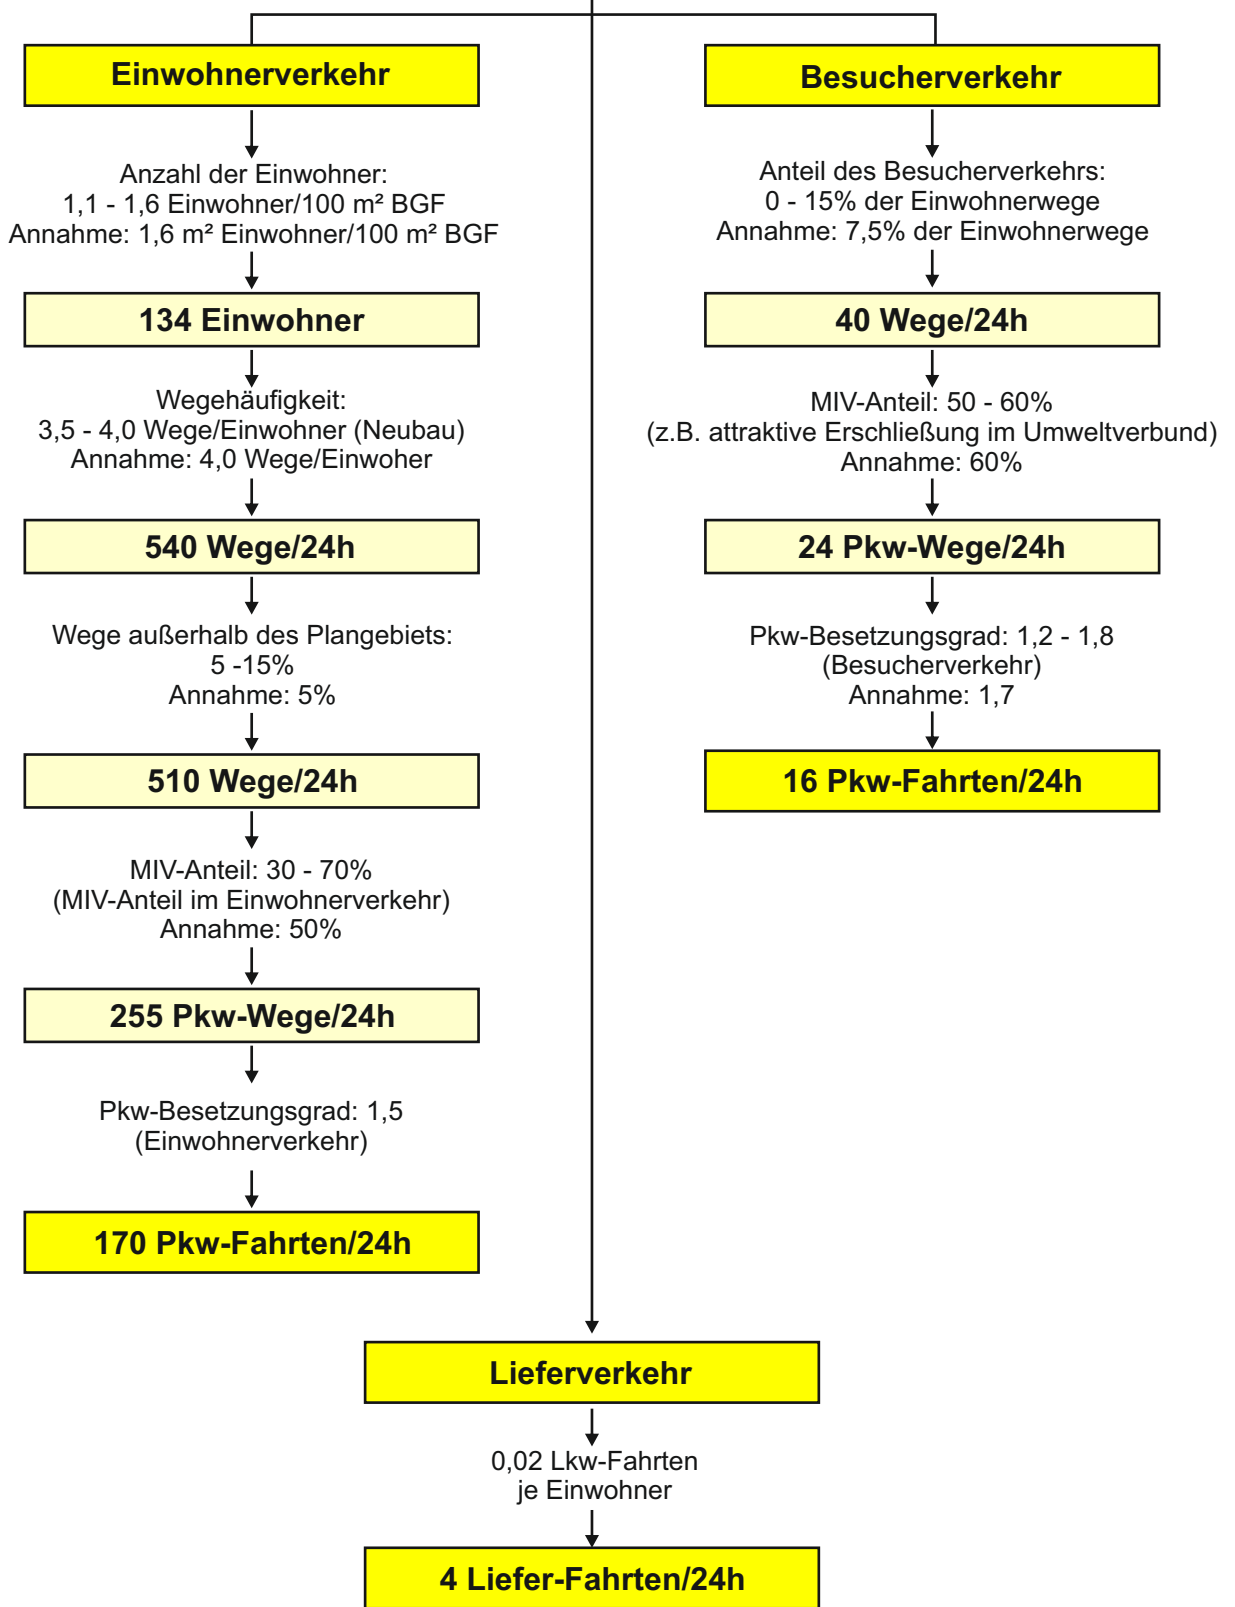 Einwohnerverkehr
Anzahl der Einwohner:
1,1 - 1,6 Einwohner/100 m² BGF
Annahme: 1,6 m² Einwohner/100 m² BGF
134 Einwohner
Wegehäufigkeit:
3,5 - 4,0 Wege/Einwohner (Neubau)
Annahme: 4,0 Wege/Einwoher
540 Wege/24h
Wege außerhalb des Plangebiets:
5 -15%
Annahme: 5%
510 Wege/24h
MIV-Anteil: 30 - 70%
(MIV-Anteil im Einwohnerverkehr)
Annahme: 50%
255 Pkw-Wege/24h
Pkw-Besetzungsgrad: 1,5
(Einwohnerverkehr)
170 Pkw-Fahrten/24h
Besucherverkehr
Anteil des Besucherverkehrs:
0 - 15% der Einwohnerwege
Annahme: 7,5% der Einwohnerwege
40 Wege/24h
MIV-Anteil: 50 - 60%
(z.B. attraktive Erschließung im Umweltverbund)
Annahme: 60%
24 Pkw-Wege/24h
Pkw-Besetzungsgrad: 1,2 - 1,8
(Besucherverkehr)
Annahme: 1,7
16 Pkw-Fahrten/24h
Lieferverkehr
0,02 Lkw-Fahrten
je Einwohner
4 Liefer-Fahrten/24h